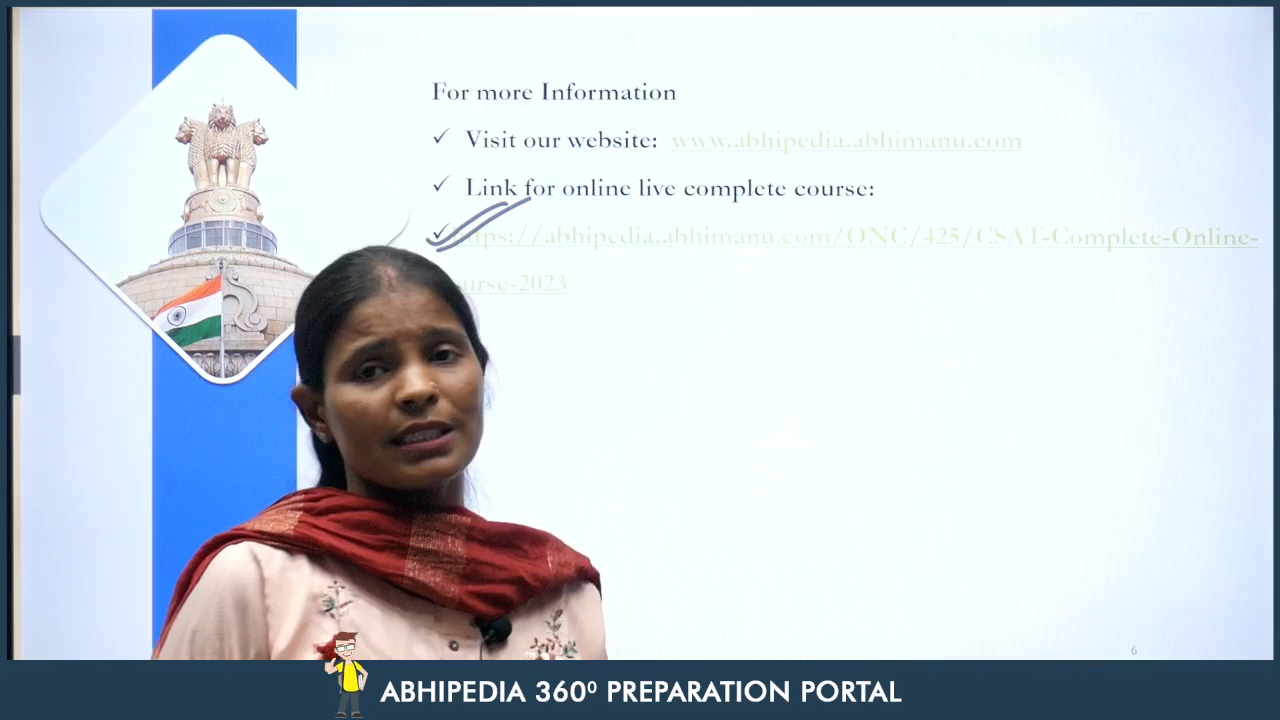 For more Information
✓ Visit our website: www.abhipedia.abhimanu.com
✓ Link for online live complete course:
✓ ttps://abhipedia.abhimanu.com/ONC/425/CSAT-Complete-Online-
urse-2023
6
ABHIPEDIA 360⁰ PREPARATION PORTAL